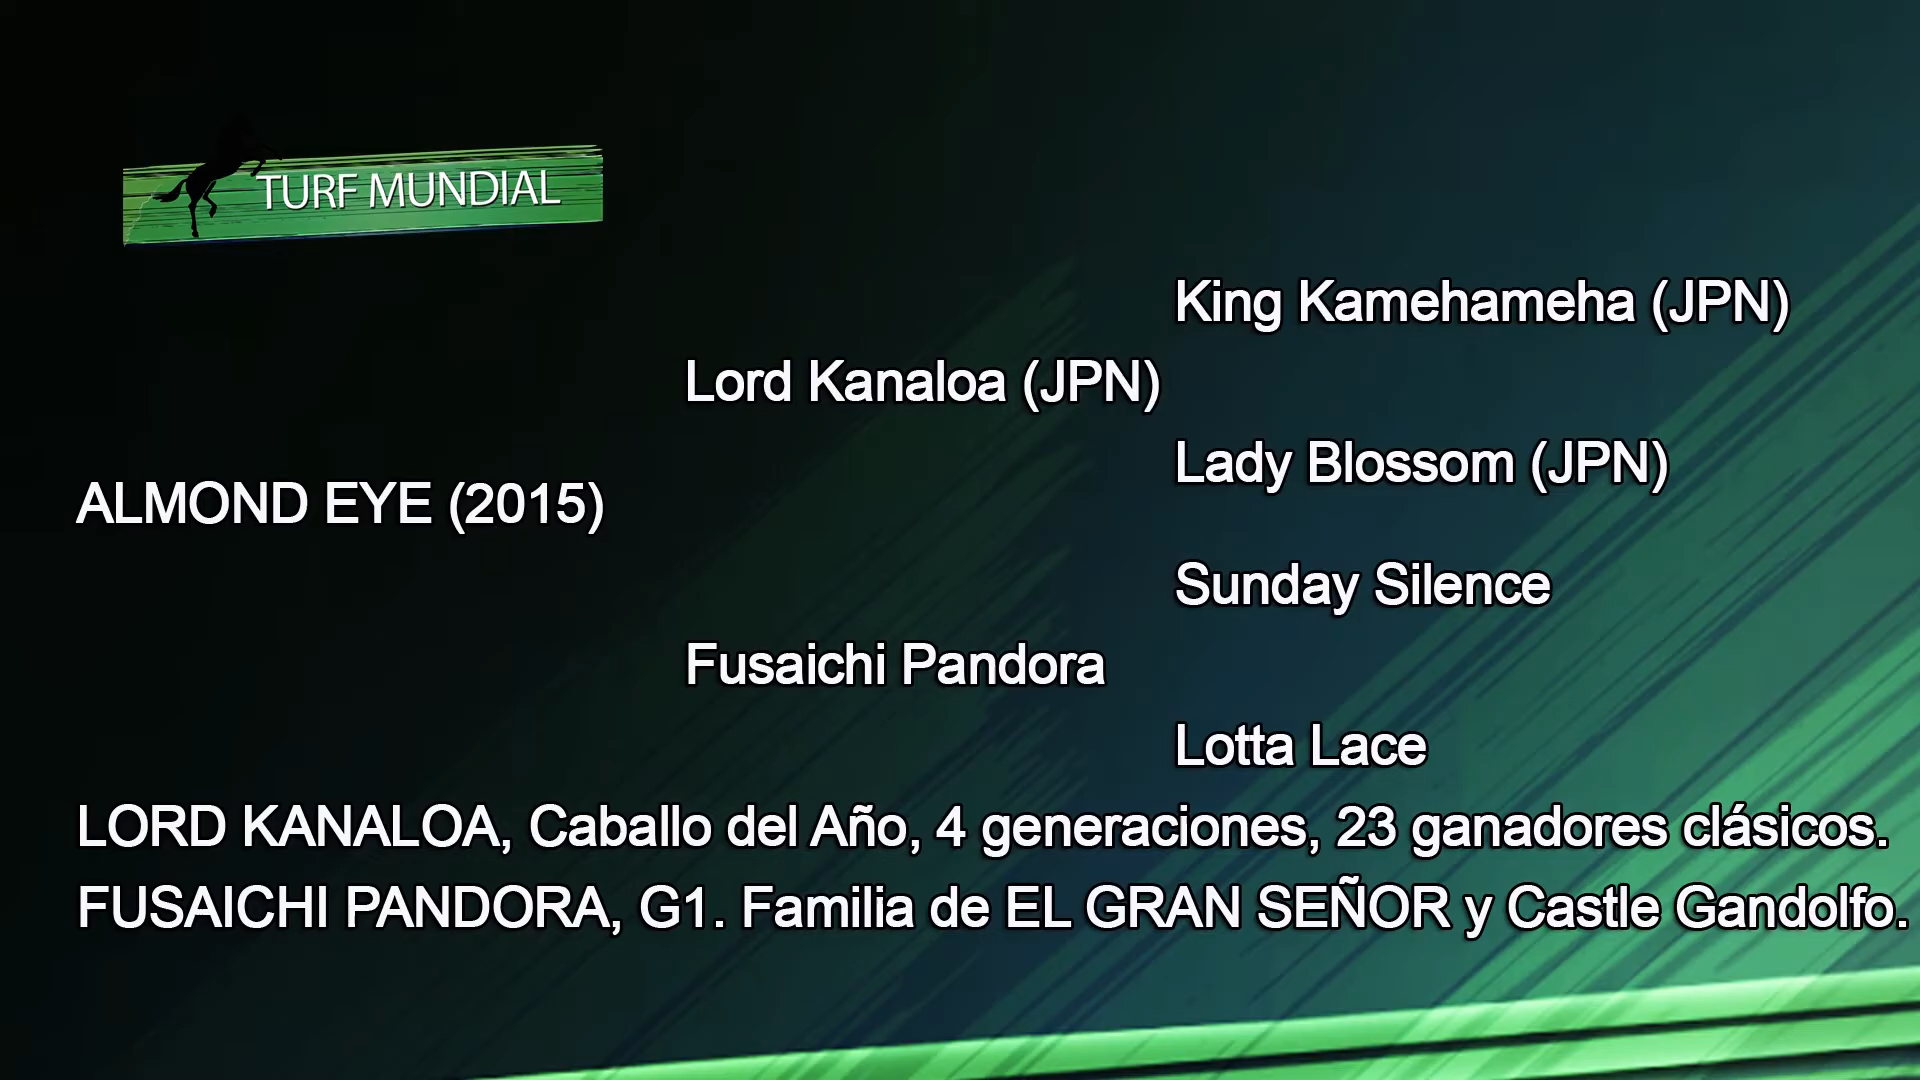 TURF MUNDIAL
King Kamehameha (JPN)
Lord Kanaloa (JPN)
Lady Blossom (JPN)
ALMOND EYE (2015)
Sunday Silence
Fusaichi Pandora
Lotta Lace
LORD KANALOA, Caballo del Año, 4 generaciones, 23 ganadores clásicos.
FUSAICHI PANDORA, G1. Familia de EL GRAN SEÑOR y Castle Gandolfo.